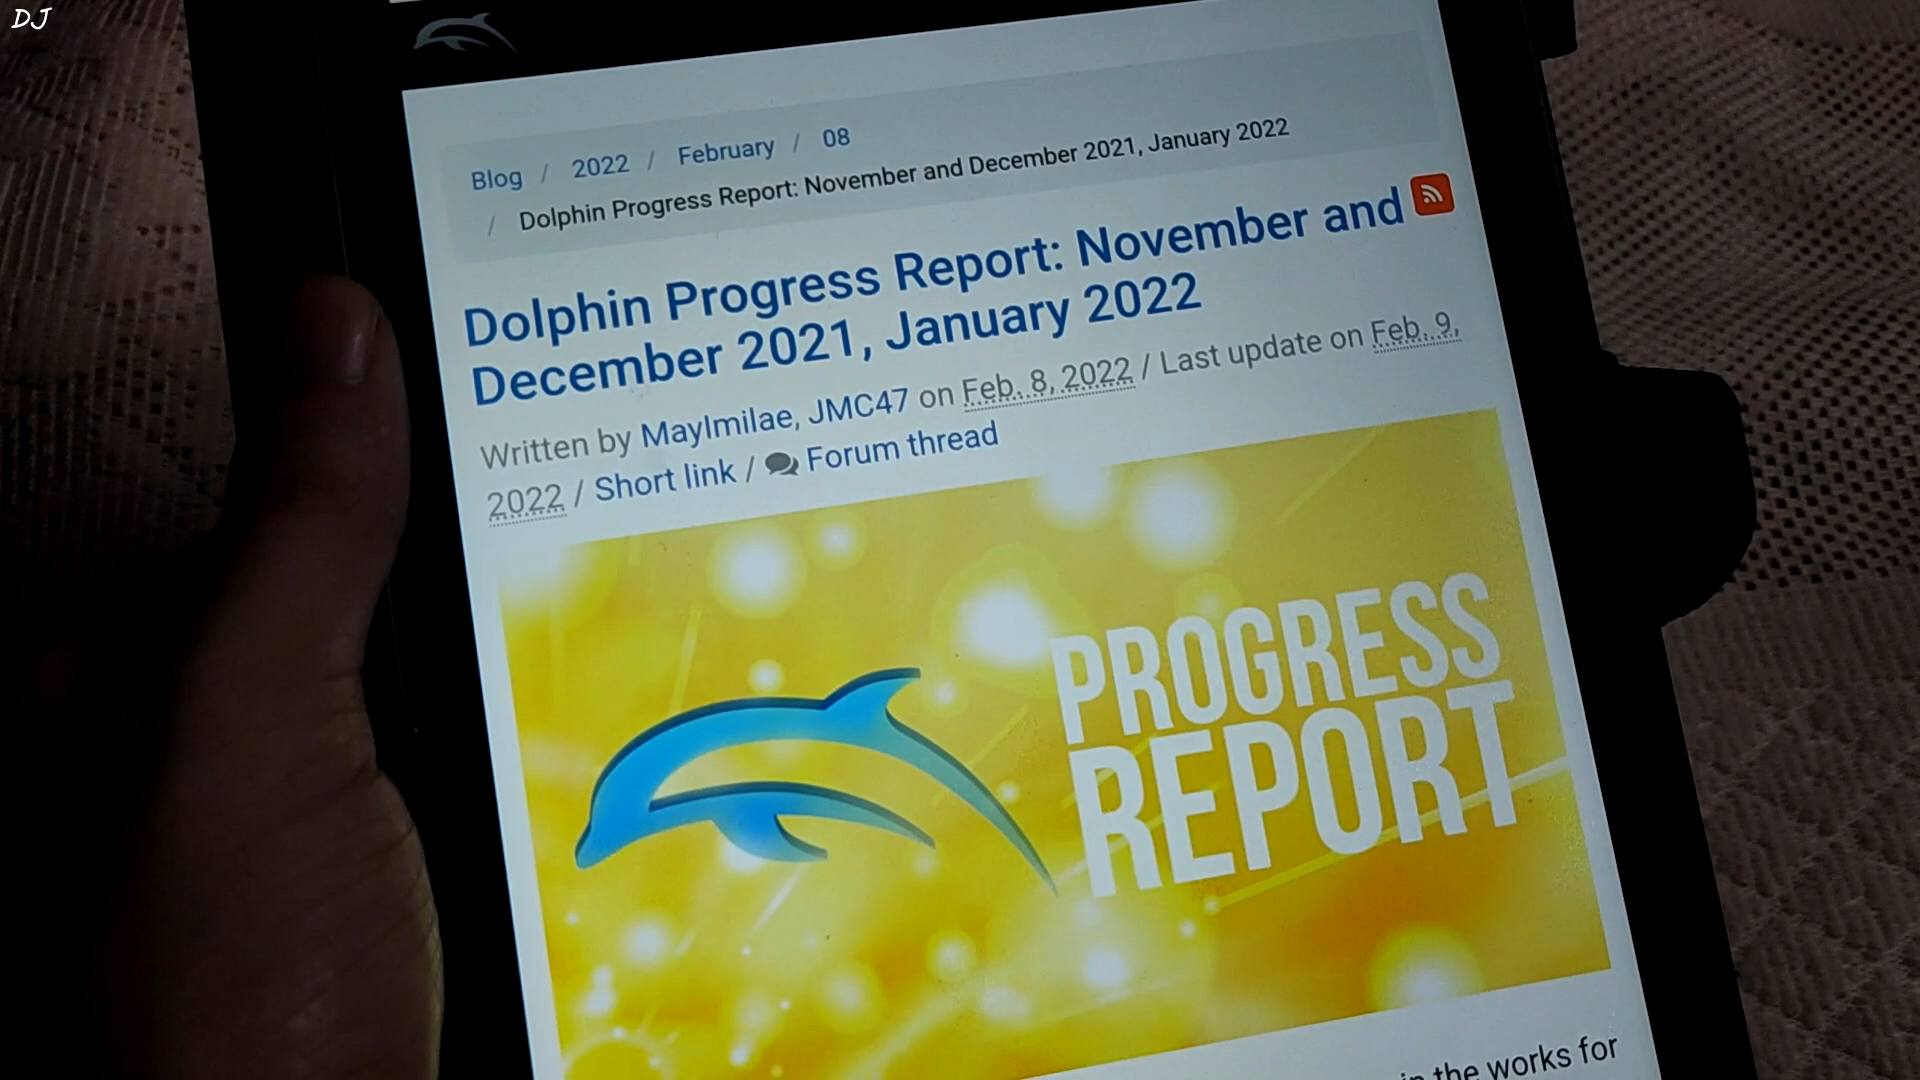 DJ
Blog / 2022 / February / 08
/ Dolphin Progress Report: November and December 2021, January 2022
Dolphin Progress Report: November and
December 2021, January 2022
Written by MayImilae, JMC47 on Feb. 8, 2022 / Last update on Feb. 9,
2022 / Short link / Forum thread
PROGRESS
REPORT
in the works for